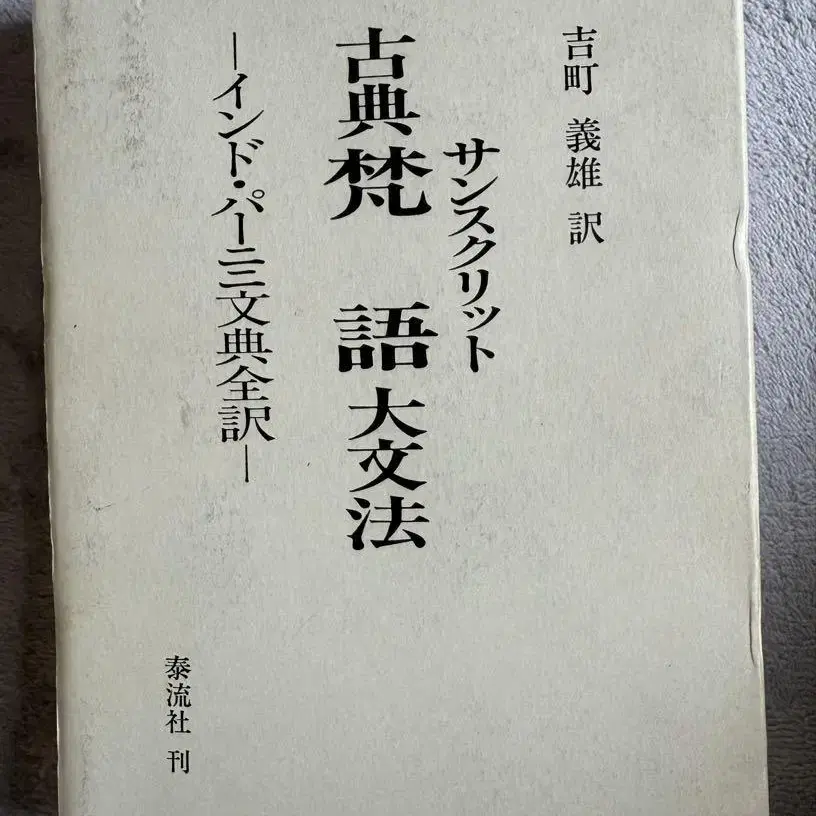 吉町 義雄 訳
サンスクリット
古典梵語大文法
—インド・パーニニ文典全訳—
泰流社 刊